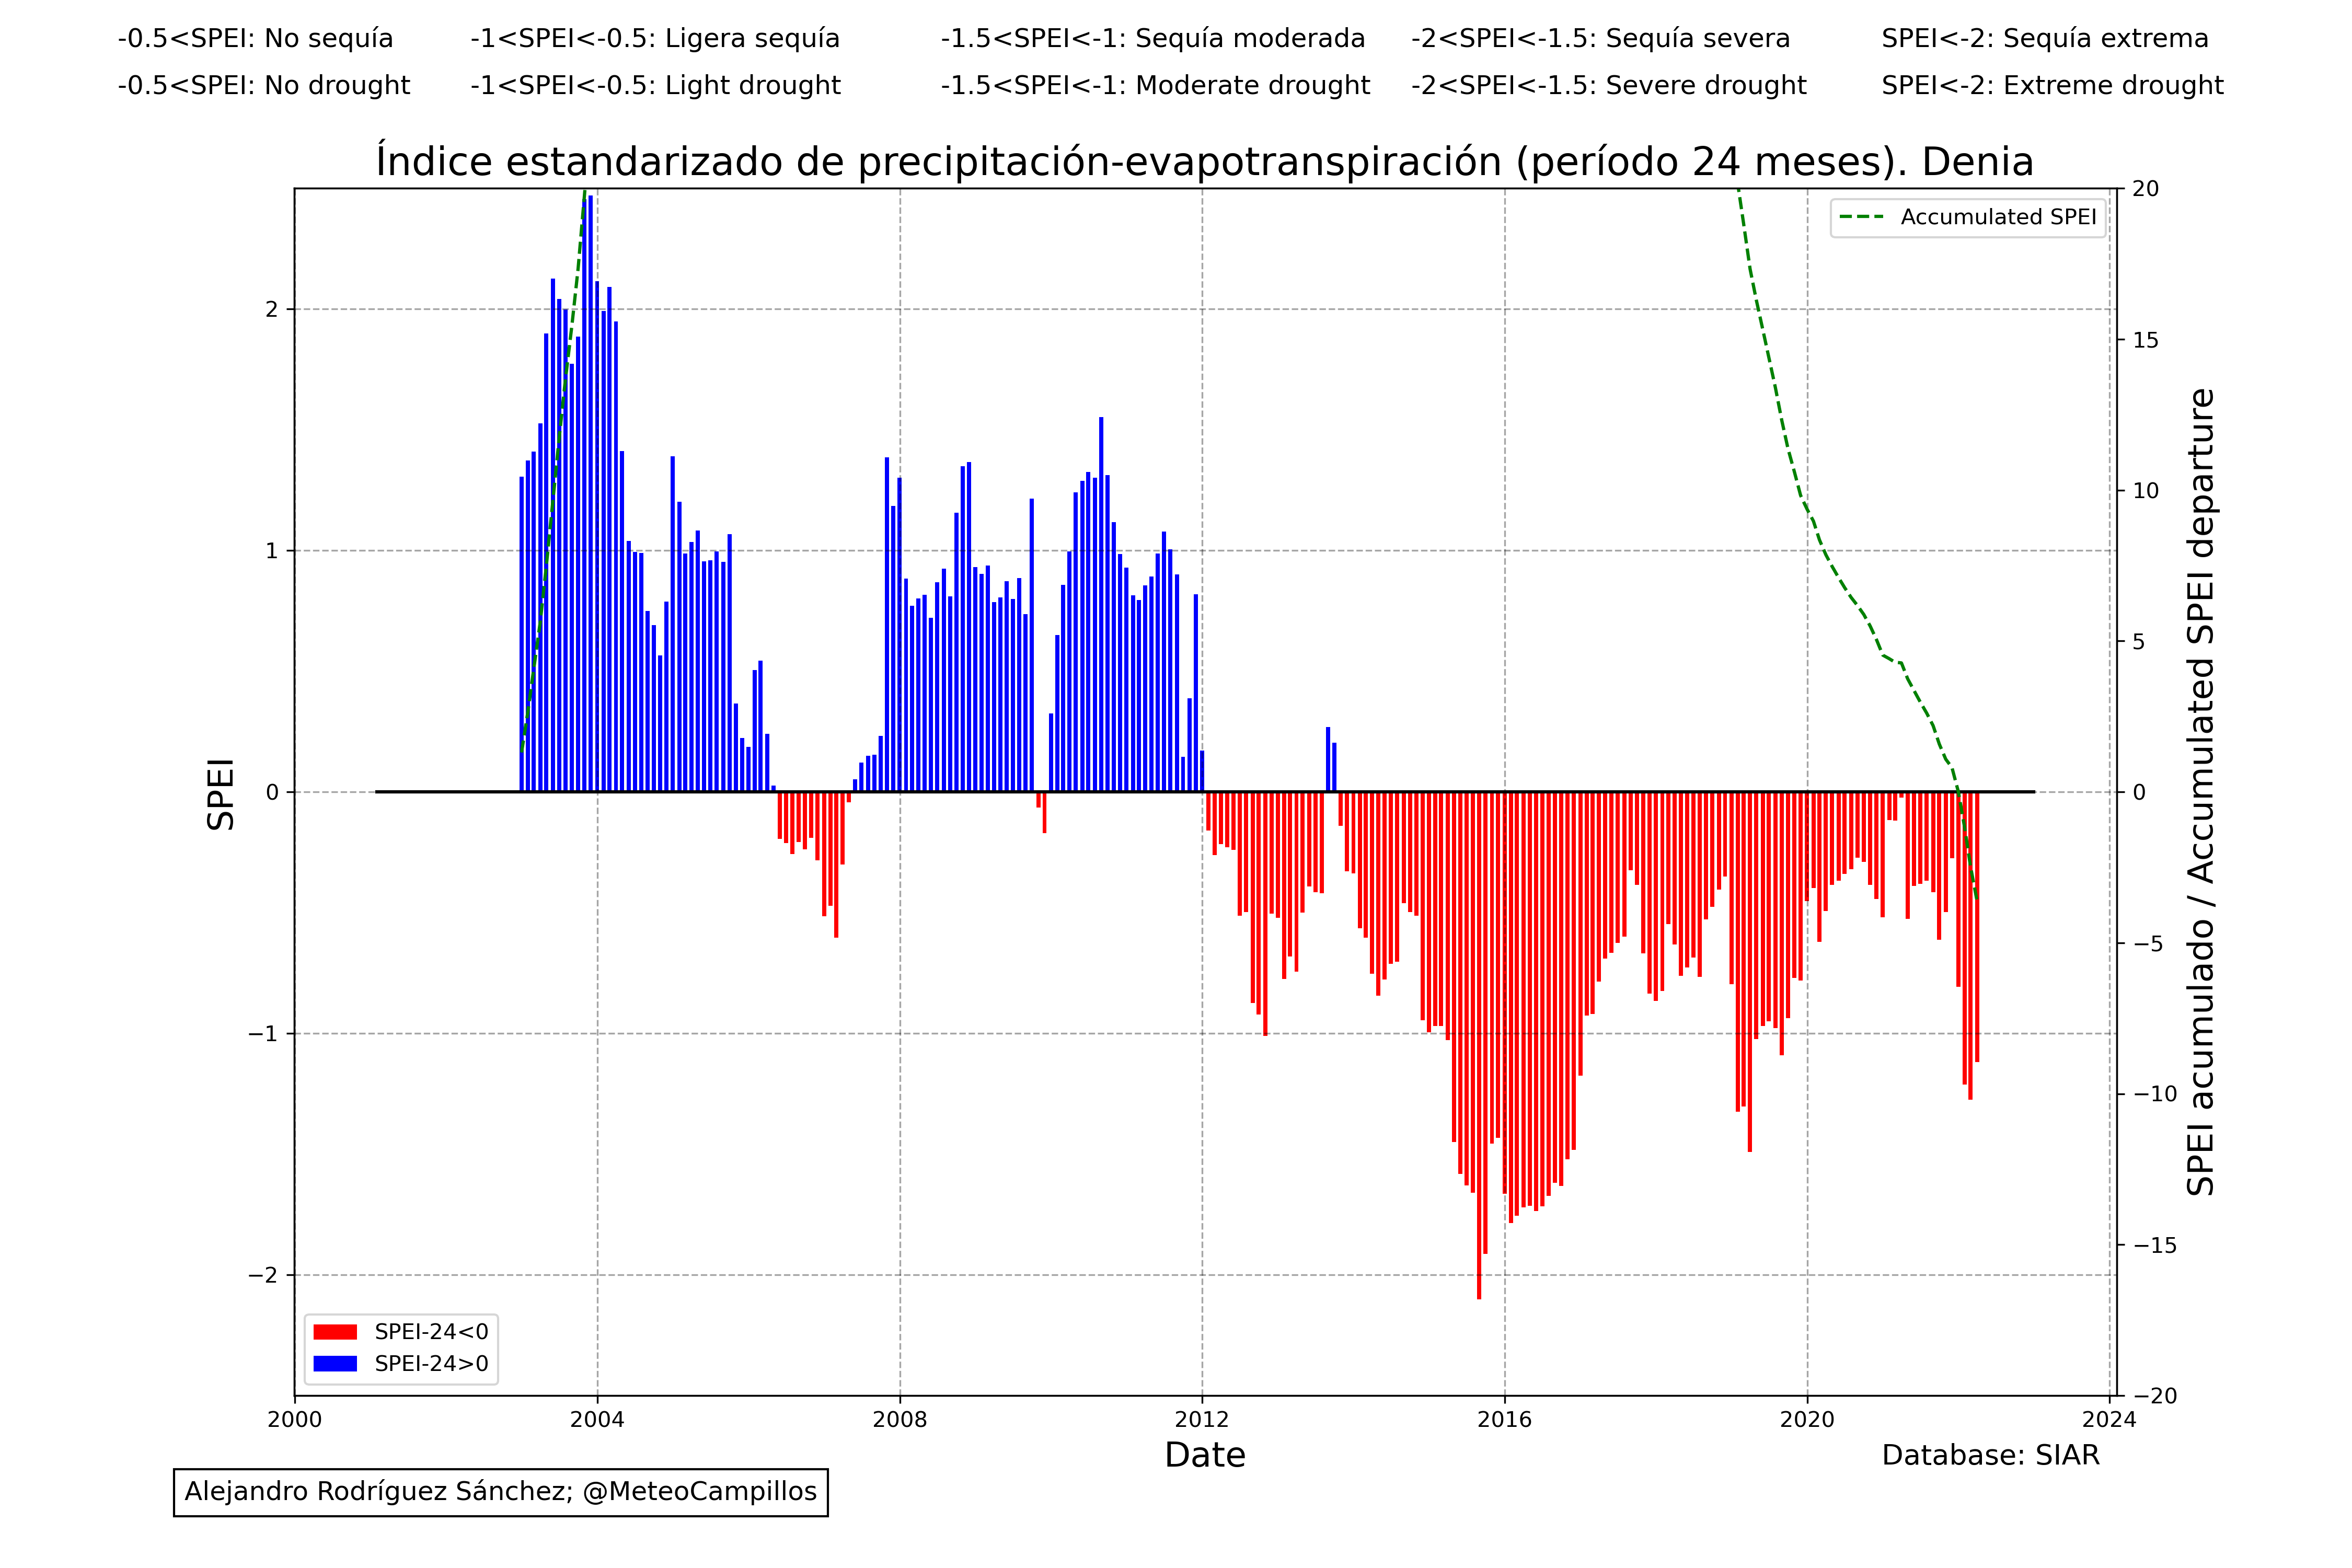 -0.5<SPEI: No sequía -1<SPEI<-0.5: Ligera sequía -1.5<SPEI<-1: Sequía moderada -2<SPEI<-1.5: Sequía severa SPEI<-2: Sequía extrema
-0.5<SPEI: No drought -1<SPEI<-0.5: Light drought -1.5<SPEI<-1: Moderate drought -2<SPEI<-1.5: Severe drought SPEI<-2: Extreme drought
Índice estandarizado de precipitación-evapotranspiración (período 24 meses). Denia
Accumulated SPEI
SPEI
2
1
0
−1
−2
20
15
10
5
0
−5
−10
−15
−20
SPEI acumulado / Accumulated SPEI departure
SPEI-24<0
SPEI-24>0
2000 2004 2008 2012 2016 2020 2024
Date
Database: SIAR
Alejandro Rodríguez Sánchez; @MeteoCampillos